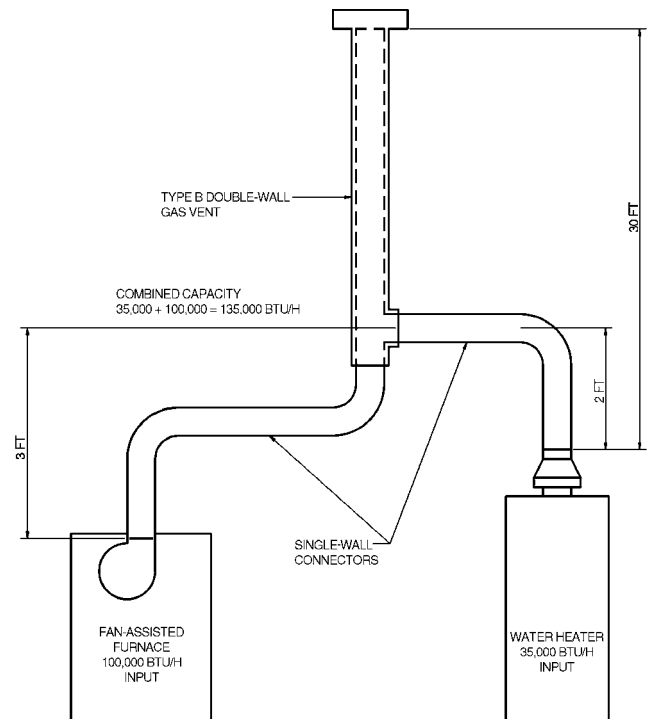 TYPE B DOUBLE-WALL
GAS VENT
30 FT
COMBINED CAPACITY
35,000 + 100,000 = 135,000 BTU/H
2 FT
3 FT
SINGLE-WALL
CONNECTORS
FAN-ASSISTED
FURNACE
100,000 BTU/H
INPUT
WATER HEATER
35,000 BTU/H
INPUT